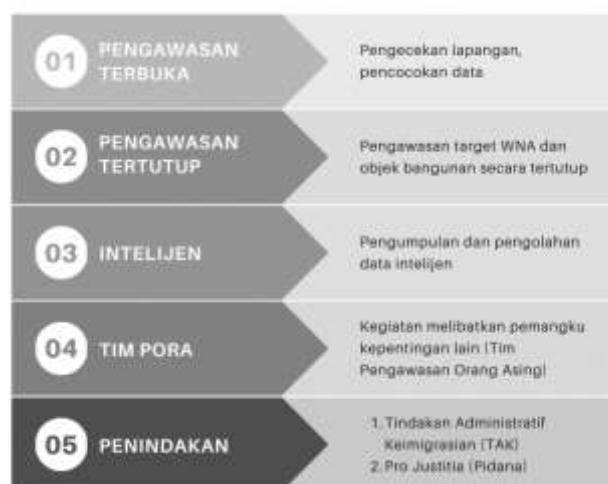 01
PENGAWASAN
TERBUKA
Pengecekan lapangan,
pencocokan data
02
PENGAWASAN
TERTUTUP
Pengawasan target WNA dan
objek bangunan secara tertutup
03
INTELIJEN
Pengumpulan dan pengolahan
data intelijen
04
TIM PORA
Kegiatan melibatkan pemangku
kepentingan lain (Tim
Pengawasan Orang Asing)
05
PENINDAKAN
1. Tindakan Administratif
Keimigrasian (TAK)
2. Pro Justitia (Pidana)